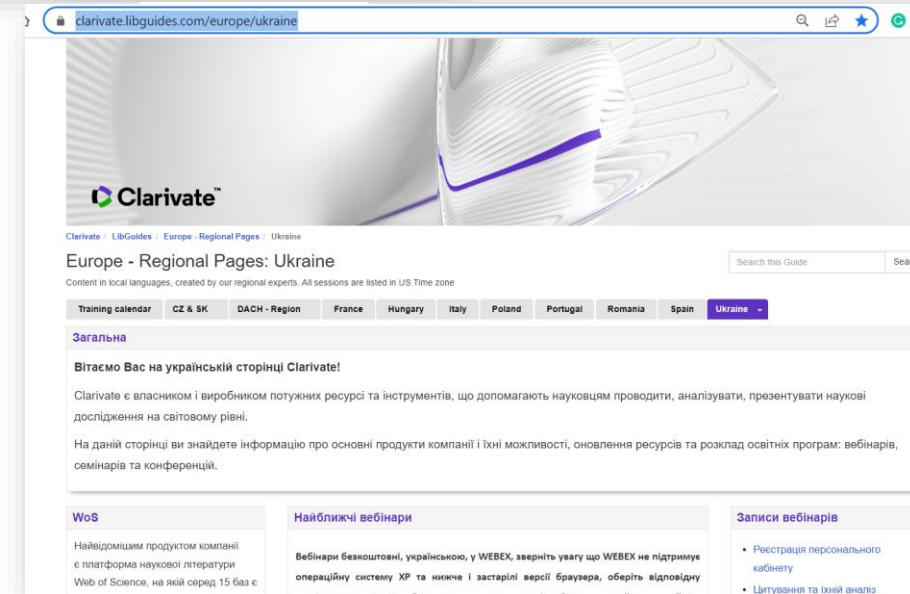 clarivate.libguides.com/europe/ukraine
Clarivate™
Clarivate / LibGuides / Europe - Regional Pages / Ukraine
Europe - Regional Pages: Ukraine
Search this Guide
Content in local languages, created by our regional experts. All sessions are listed in US Time zone
Training calendar CZ & SK DACH - Region France Hungary Italy Poland Portugal Romania Spain Ukraine
Загальна
Вітаємо Вас на українській сторінці Clarivate!
Clarivate є власником і виробником потужних ресурсі та інструментів, що допомагають науковцям проводити, аналізувати, презентувати наукові
дослідження на світовому рівні.
На даній сторінці ви знайдете інформацію про основні продукти компанії і їхні можливості, оновлення ресурсів та розклад освітніх програм: вебінарів,
семінарів та конференцій.
WoS
Найвідомішим продуктом компанії
є платформа наукової літератури
Web of Science, на якій серед 15 баз є
Найближчі вебінари
Вебінари безкоштовні, українською, у WEBEX, зверніть увагу що WEBEX не підтримує
операційну систему XP та нижче і застарілі версії браузера, оберіть відповідну
Записи вебінарів
Реєстрація персонального
кабінету
Цитування та їхній аналіз